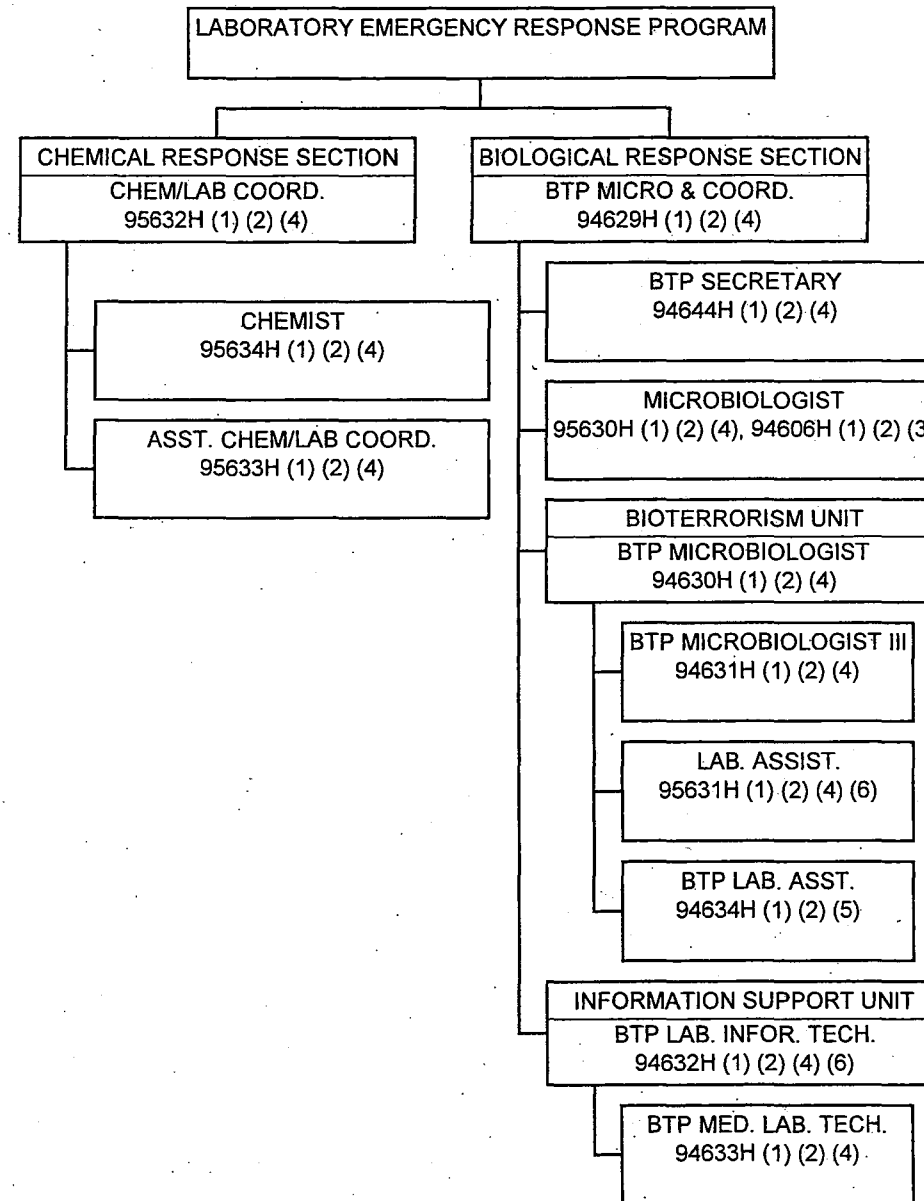 LABORATORY EMERGENCY RESPONSE PROGRAM
CHEMICAL RESPONSE SECTION
CHEM/LAB COORD.
95632H (1) (2) (4)
CHEMIST
95634H (1) (2) (4)
ASST. CHEM/LAB COORD.
95633H (1) (2) (4)
BIOLOGICAL RESPONSE SECTION
BTP MICRO & COORD.
94629H (1) (2) (4)
BTP SECRETARY
94644H (1) (2) (4)
MICROBIOLOGIST
95630H (1) (2) (4), 94606H (1) (2) (3
BIOTERRORISM UNIT
BTP MICROBIOLOGIST
94630H (1) (2) (4)
BTP MICROBIOLOGIST III
94631H (1) (2) (4)
LAB. ASSIST.
95631H (1) (2) (4) (6)
BTP LAB. ASST.
94634H (1) (2) (5)
INFORMATION SUPPORT UNIT
BTP LAB. INFOR. TECH.
94632H (1) (2) (4) (6)
BTP MED. LAB. TECH.
94633H (1) (2) (4)